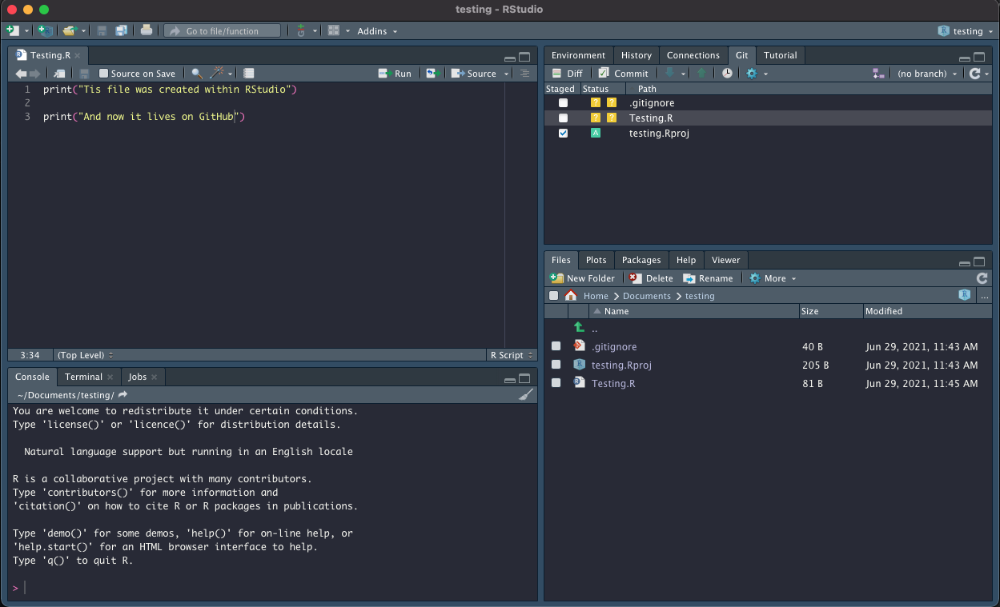 testing - RStudio
Go to file/function
Addins
testing
Testing.R
Source on Save
Run
Source
1 print("Tis file was created within RStudio")
2
3 print("And now it lives on GitHub")
3:34
(Top Level)
R Script
Console
Terminal
Jobs
~/Documents/testing/
You are welcome to redistribute it under certain conditions.
Type 'license()' or 'licence()' for distribution details.
Natural language support but running in an English locale
R is a collaborative project with many contributors.
Type 'contributors()' for more information and
'citation()' on how to cite R or R packages in publications.
Type 'demo()' for some demos, 'help()' for on-line help, or
'help.start()' for an HTML browser interface to help.
Type 'q()' to quit R.
>
Environment
History
Connections
Git
Tutorial
Diff
Commit
(no branch)
Staged Status Path
? ? .gitignore
? ? Testing.R
A testing.Rproj
Files
Plots
Packages
Help
Viewer
New Folder
Delete
Rename
More
Home
Documents
testing
...
Name Size Modified
..
.gitignore 40 B Jun 29, 2021, 11:43 AM
testing.Rproj 205 B Jun 29, 2021, 11:43 AM
Testing.R 81 B Jun 29, 2021, 11:45 AM